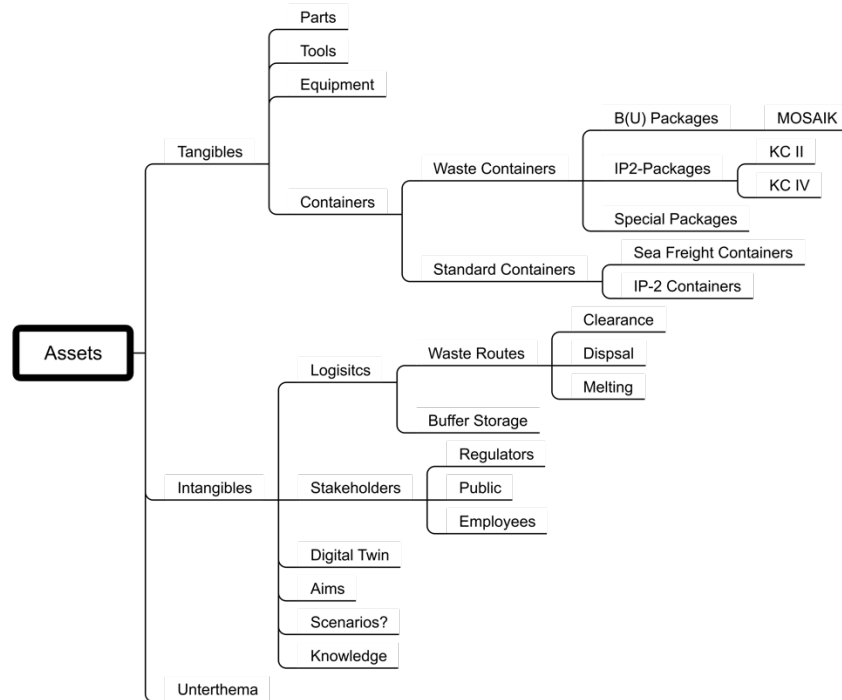 Parts
Tools
Equipment
B(U) Packages
MOSAIK
KC II
Tangibles
Waste Containers
IP2-Packages
KC IV
Containers
Special Packages
Sea Freight Containers
Standard Containers
IP-2 Containers
Clearance
Assets
Waste Routes
Dispsal
Logisitcs
Melting
Buffer Storage
Regulators
Intangibles
Stakeholders
Public
Employees
Digital Twin
Aims
Scenarios?
Knowledge
Unterthema